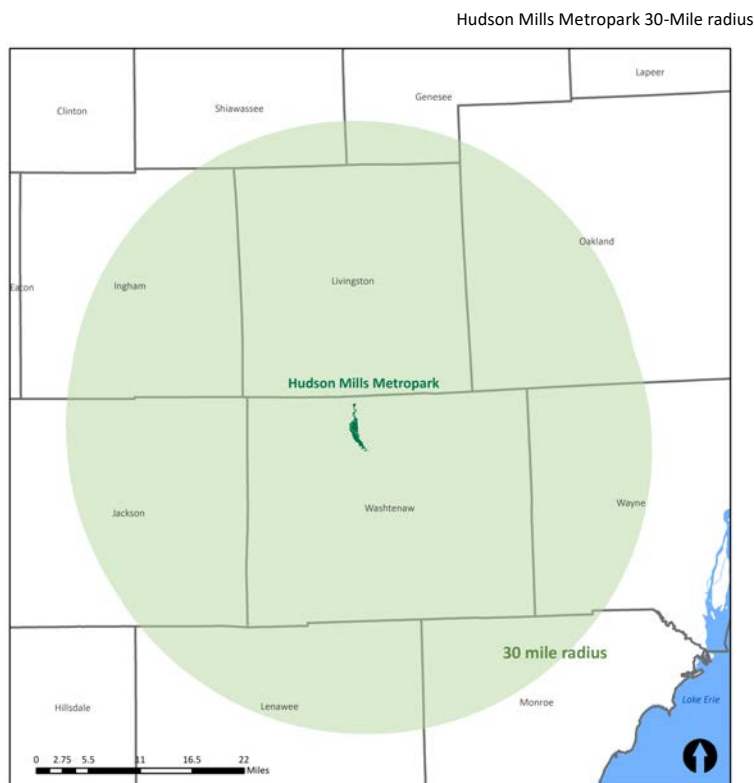 Hudson Mills Metropark 30-Mile radius
Lapeer
Genesee
Shiawassee
Clinton
Oakland
Livingston
Ingham
Eaton
Hudson Mills Metropark
Wayne
Washtenaw
Jackson
30 mile radius
Lake Erie
Monroe
Lenawee
Hillsdale
0 2.75 5.5 11 16.5 22
Miles